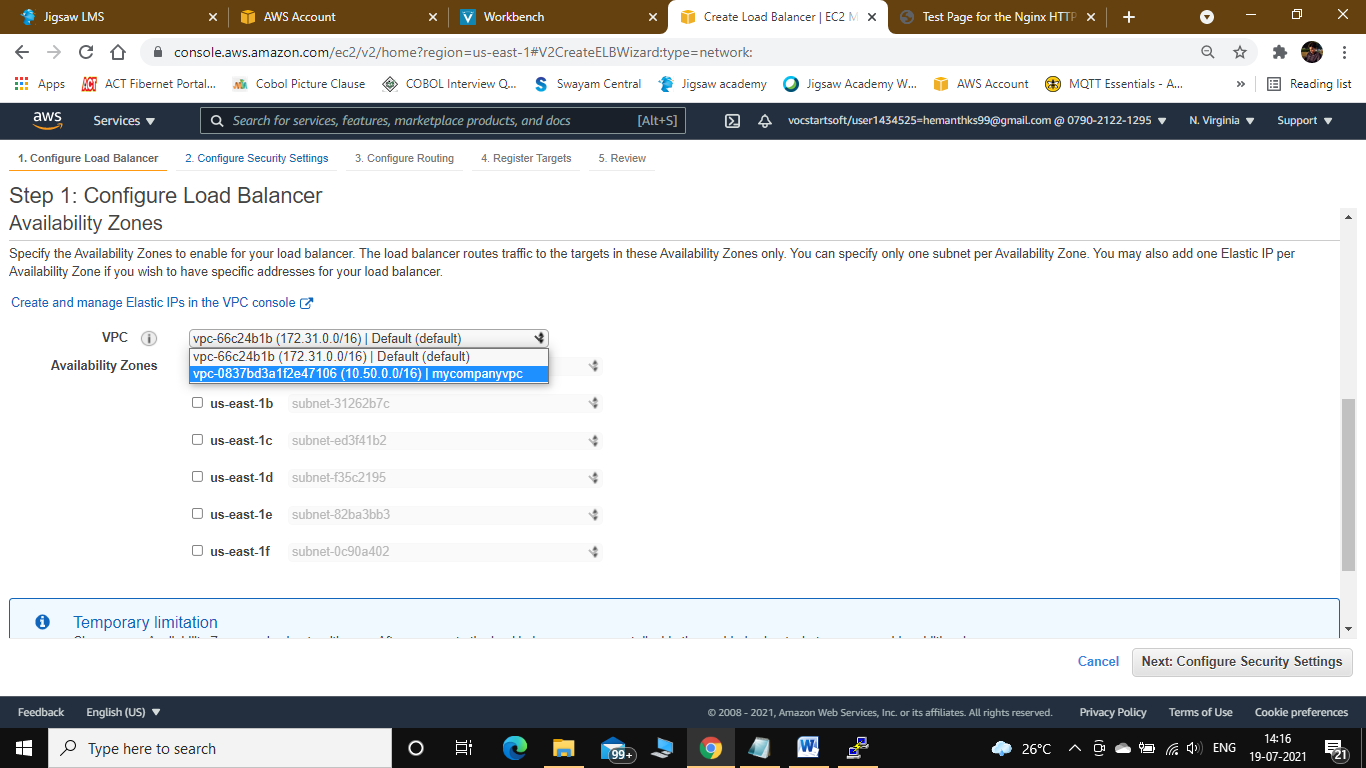 Jigsaw LMS
AWS Account
Workbench
Create Load Balancer | EC2 M
Test Page for the Nginx HTTP
console.aws.amazon.com/ec2/v2/home?region=us-east-1#V2CreateELBWizard:type=network:
Apps
ACT Fibernet Portal...
Cobol Picture Clause
COBOL Interview Q...
Swayam Central
Jigsaw academy
Jigsaw Academy W...
AWS Account
MQTT Essentials - A...
»
Reading list
aws
Services
Search for services, features, marketplace products, and docs
[Alt+S]
vocstartsoft/user1434525=hemanthks99@gmail.com @ 0790-2122-1295
N. Virginia
Support
1. Configure Load Balancer
2. Configure Security Settings
3. Configure Routing
4. Register Targets
5. Review
Step 1: Configure Load Balancer
Availability Zones
Specify the Availability Zones to enable for your load balancer. The load balancer routes traffic to the targets in these Availability Zones only. You can specify only one subnet per Availability Zone. You may also add one Elastic IP per
Availability Zone if you wish to have specific addresses for your load balancer.
Create and manage Elastic IPs in the VPC console
VPC
vpc-66c24b1b (172.31.0.0/16) | Default (default)
vpc-66c24b1b (172.31.0.0/16) | Default (default)
Availability Zones
vpc-0837bd3a1f2e47106 (10.50.0.0/16) | mycompanyvpc
us-east-1b
subnet-31262b7c
us-east-1c
subnet-ed3f41b2
us-east-1d
subnet-f35c2195
us-east-1e
subnet-82ba3bb3
us-east-1f
subnet-0c90a402
Temporary limitation
Cancel
Next: Configure Security Settings
Feedback
English (US)
© 2008 - 2021, Amazon Web Services, Inc. or its affiliates. All rights reserved.
Privacy Policy
Terms of Use
Cookie preferences
Type here to search
99+
26°C
ENG
14:16
19-07-2021
21